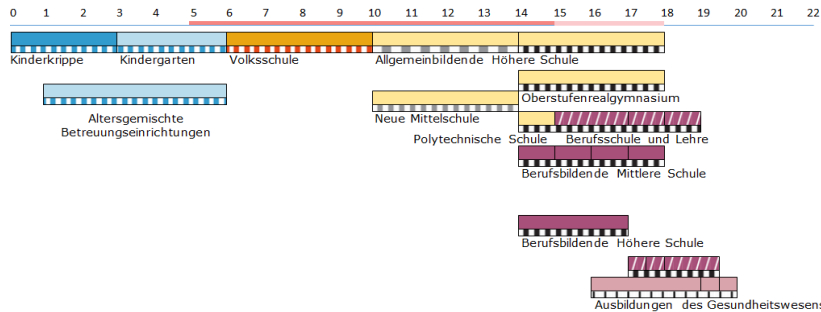 0 1 2 3 4 5 6 7 8 9 10 11 12 13 14 15 16 17 18 19 20 21 22
Kinderkrippe Kindergarten Volksschule Allgemeinbildende Höhere Schule
Oberstufenrealgymnasium
Altersgemischte Neue Mittelschule
Betreuungseinrichtungen
Polytechnische Schule Berufsschule und Lehre
Berufsbildende Mittlere Schule
Berufsbildende Höhere Schule
Ausbildungen des Gesundheitswesens